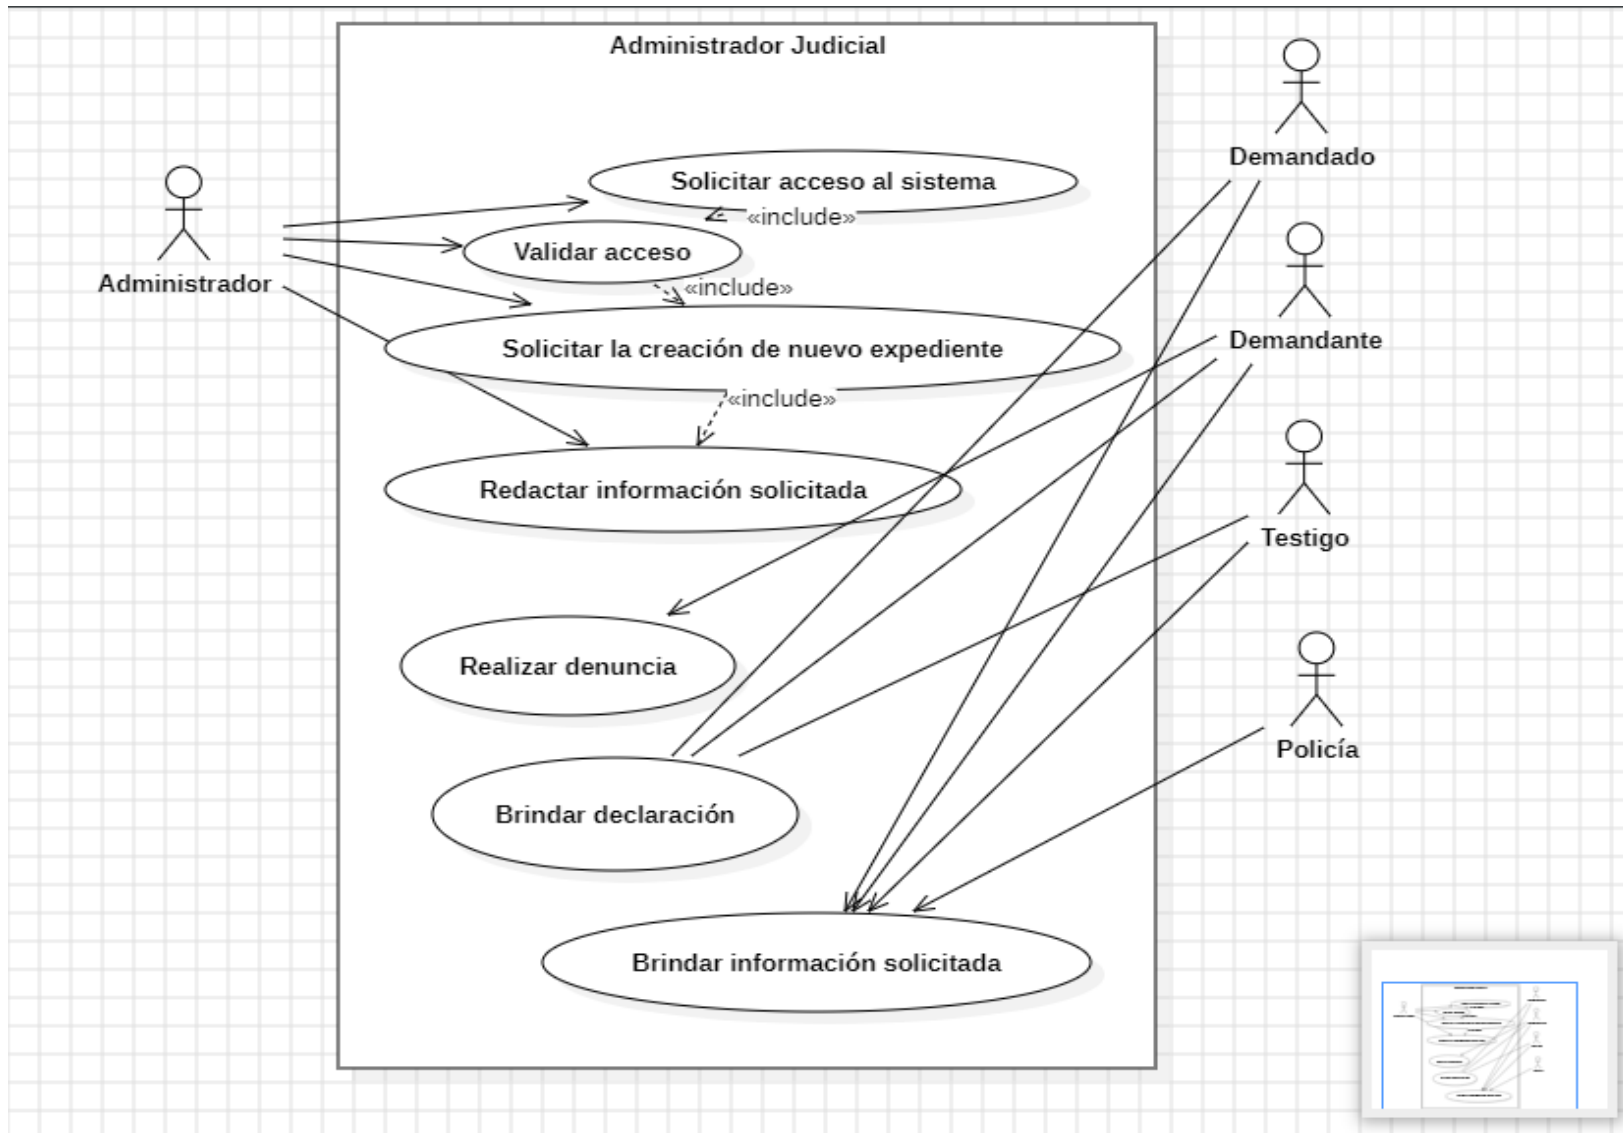 Administrador Judicial
Demandado
Solicitar acceso al sistema
«include»
Validar acceso
Administrador
«include»
Demandante
Solicitar la creación de nuevo expediente
«include»
Redactar información solicitada
Testigo
Realizar denuncia
Policía
Brindar declaración
Brindar información solicitada